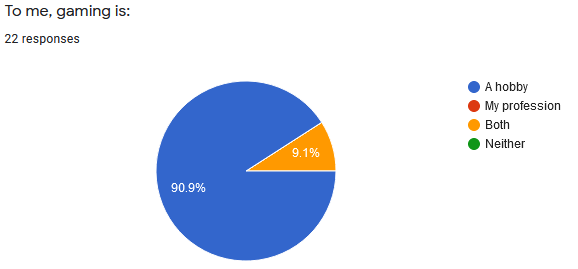 To me, gaming is:
22 responses
A hobby
My profession
Both
Neither
9.1%
90.9%